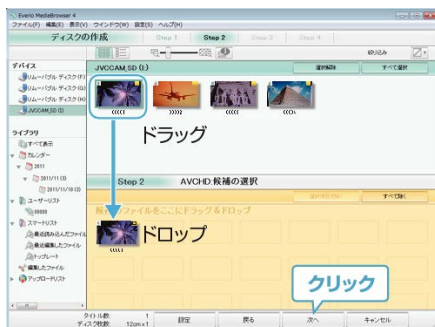 Everio MediaBrowser 4
ファイル(F) 編集(E) 表示(V) ウインドウ(W) 設定(S) ヘルプ(H)
ディスクの作成 Step 1 Step 2 Step 3 Step 4
絞り込み
デバイス
リムーバブル ディスク(F)
リムーバブル ディスク(G)
リムーバブル ディスク(H)
JVCCAM_SD (I)
JVCCAM_SD (I:)
選択解除
すべて選択
ドラッグ
ライブラリ
すべて表示
カレンダー
2011
2011/11 (3)
2011/11/10 (3)
ユーザーリスト
00000
スマートリスト
最近読み込んだファイル
最近編集したファイル
トップレート
編集したファイル
アップロードリスト
Step 2 AVCHD:候補の選択
すべて除く
候補のファイルをここにドラッグ&ドロップ
ドロップ
クリック
タイトル数 1
ディスク枚数 12cm x 1
設定
戻る
次へ
キャンセル